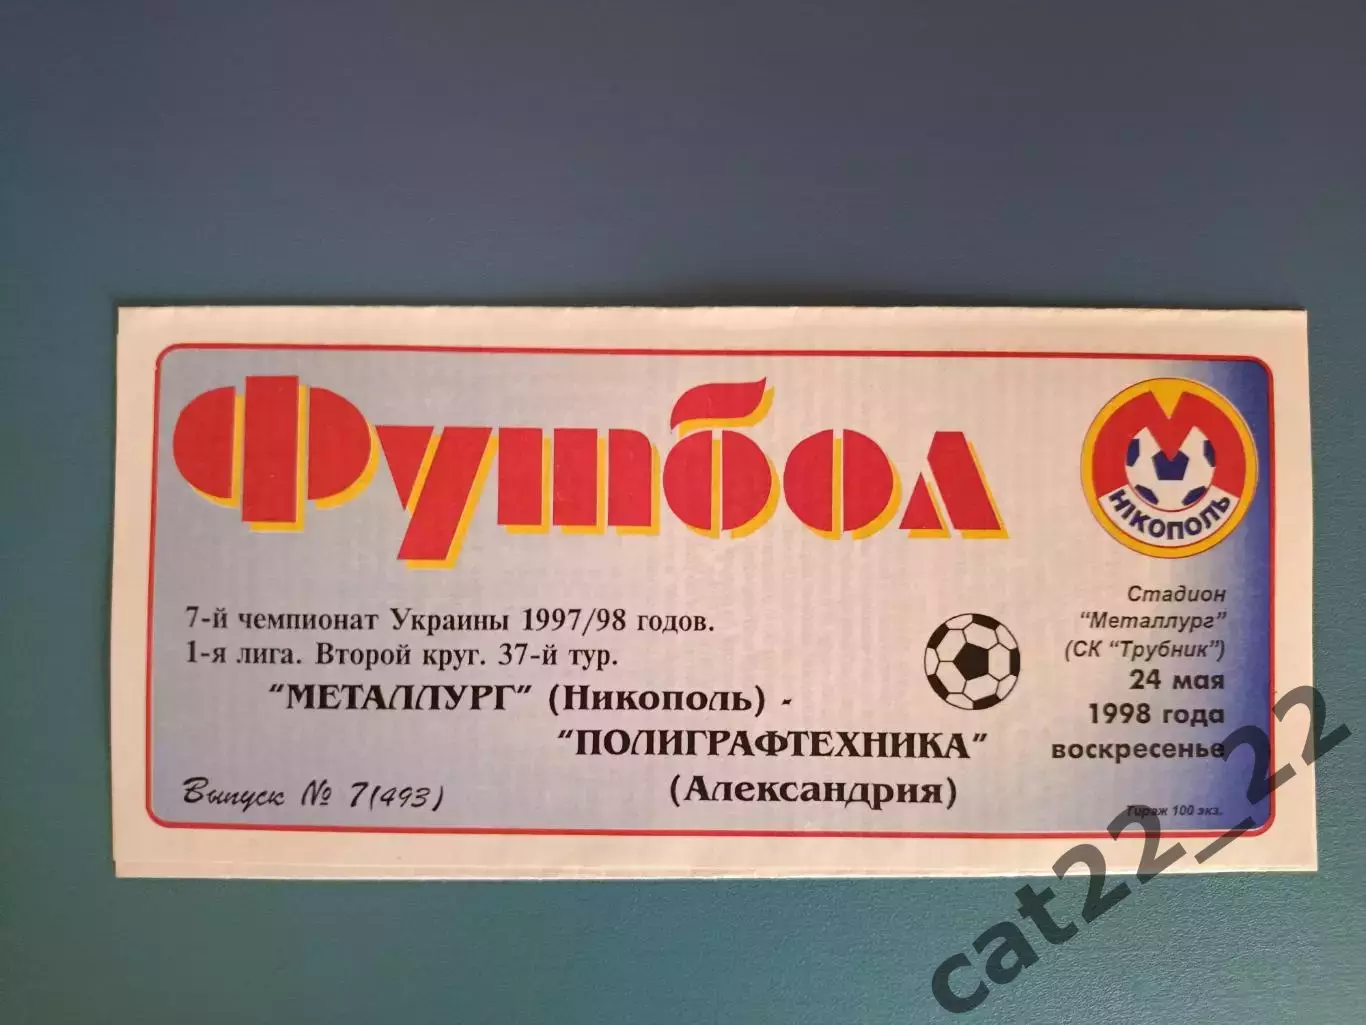 Футбол
М
НІКОПОЛЬ
7-й чемпионат Украины 1997/98 годов.
1-я лига. Второй круг. 37-й тур.
"МЕТАЛЛУРГ" (Никополь) -
"ПОЛИГРАФТЕХНИКА"
(Александрия)
Выпуск № 7(493)
Стадион
"Металлург"
(СК "Трубник")
24 мая
1998 года
воскресенье
Тираж 100 экз.
cat22_22